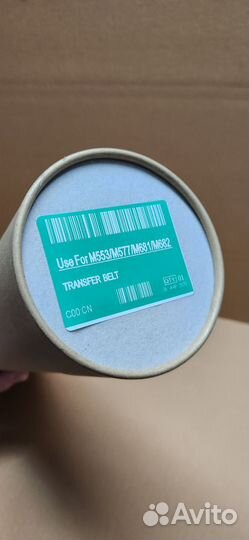 Use For M553/M577/M681/M682
TRANSFER BELT
COO:CN
Avito